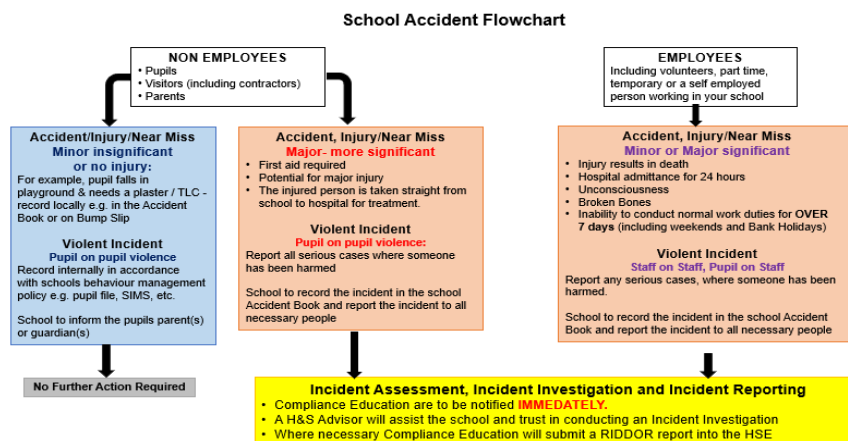 School Accident Flowchart
NON EMPLOYEES
• Pupils
• Visitors (including contractors)
• Parents
EMPLOYEES
Including volunteers, part time,
temporary or a self employed
person working in your school
Accident/Injury/Near Miss
Minor insignificant
or no injury:
For example, pupil falls in
playground & needs a plaster / TLC -
record locally e.g. in the Accident
Book or on Bump Slip
Violent Incident
Pupil on pupil violence
Record internally in accordance
with schools behaviour management
policy e.g. pupil file, SIMS, etc.
School to inform the pupils parent(s)
or guardian(s)
No Further Action Required
Accident, Injury/Near Miss
Major- more significant
• First aid required
• Potential for major injury
• The injured person is taken straight from
school to hospital for treatment.
Violent Incident
Pupil on pupil violence:
Report all serious cases where someone
has been harmed
School to record the incident in the school
Accident Book and report the incident to all
necessary people
Accident, Injury/Near Miss
Minor or Major significant
• Injury results in death
• Hospital admittance for 24 hours
• Unconsciousness
• Broken Bones
• Inability to conduct normal work duties for OVER
7 days (including weekends and Bank Holidays)
Violent Incident
Staff on Staff, Pupil on Staff
Report any serious cases, where someone has been
harmed.
School to record the incident in the school Accident
Book and report the incident to all necessary people
Incident Assessment, Incident Investigation and Incident Reporting
• Compliance Education are to be notified IMMEDIATELY.
• A H&S Advisor will assist the school and trust in conducting an Incident Investigation
• Where necessary Compliance Education will submit a RIDDOR report into the HSE